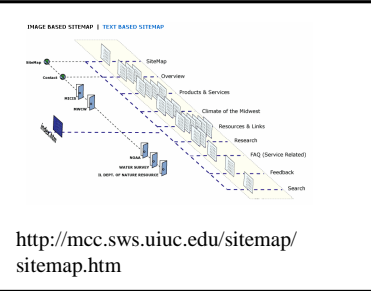 IMAGE BASED SITEMAP | TEXT BASED SITEMAP
SiteMap
SiteMap
Contact
Overview
Products & Services
MICIS
MWCIN
Climate of the Midwest
Resources & Links
Research
NOAA
FAQ (Service Related)
WATER SURVEY
Feedback
IL DEPT. OF NATURE RESOURCE
Search
http://mcc.sws.uiuc.edu/sitemap/
sitemap.htm